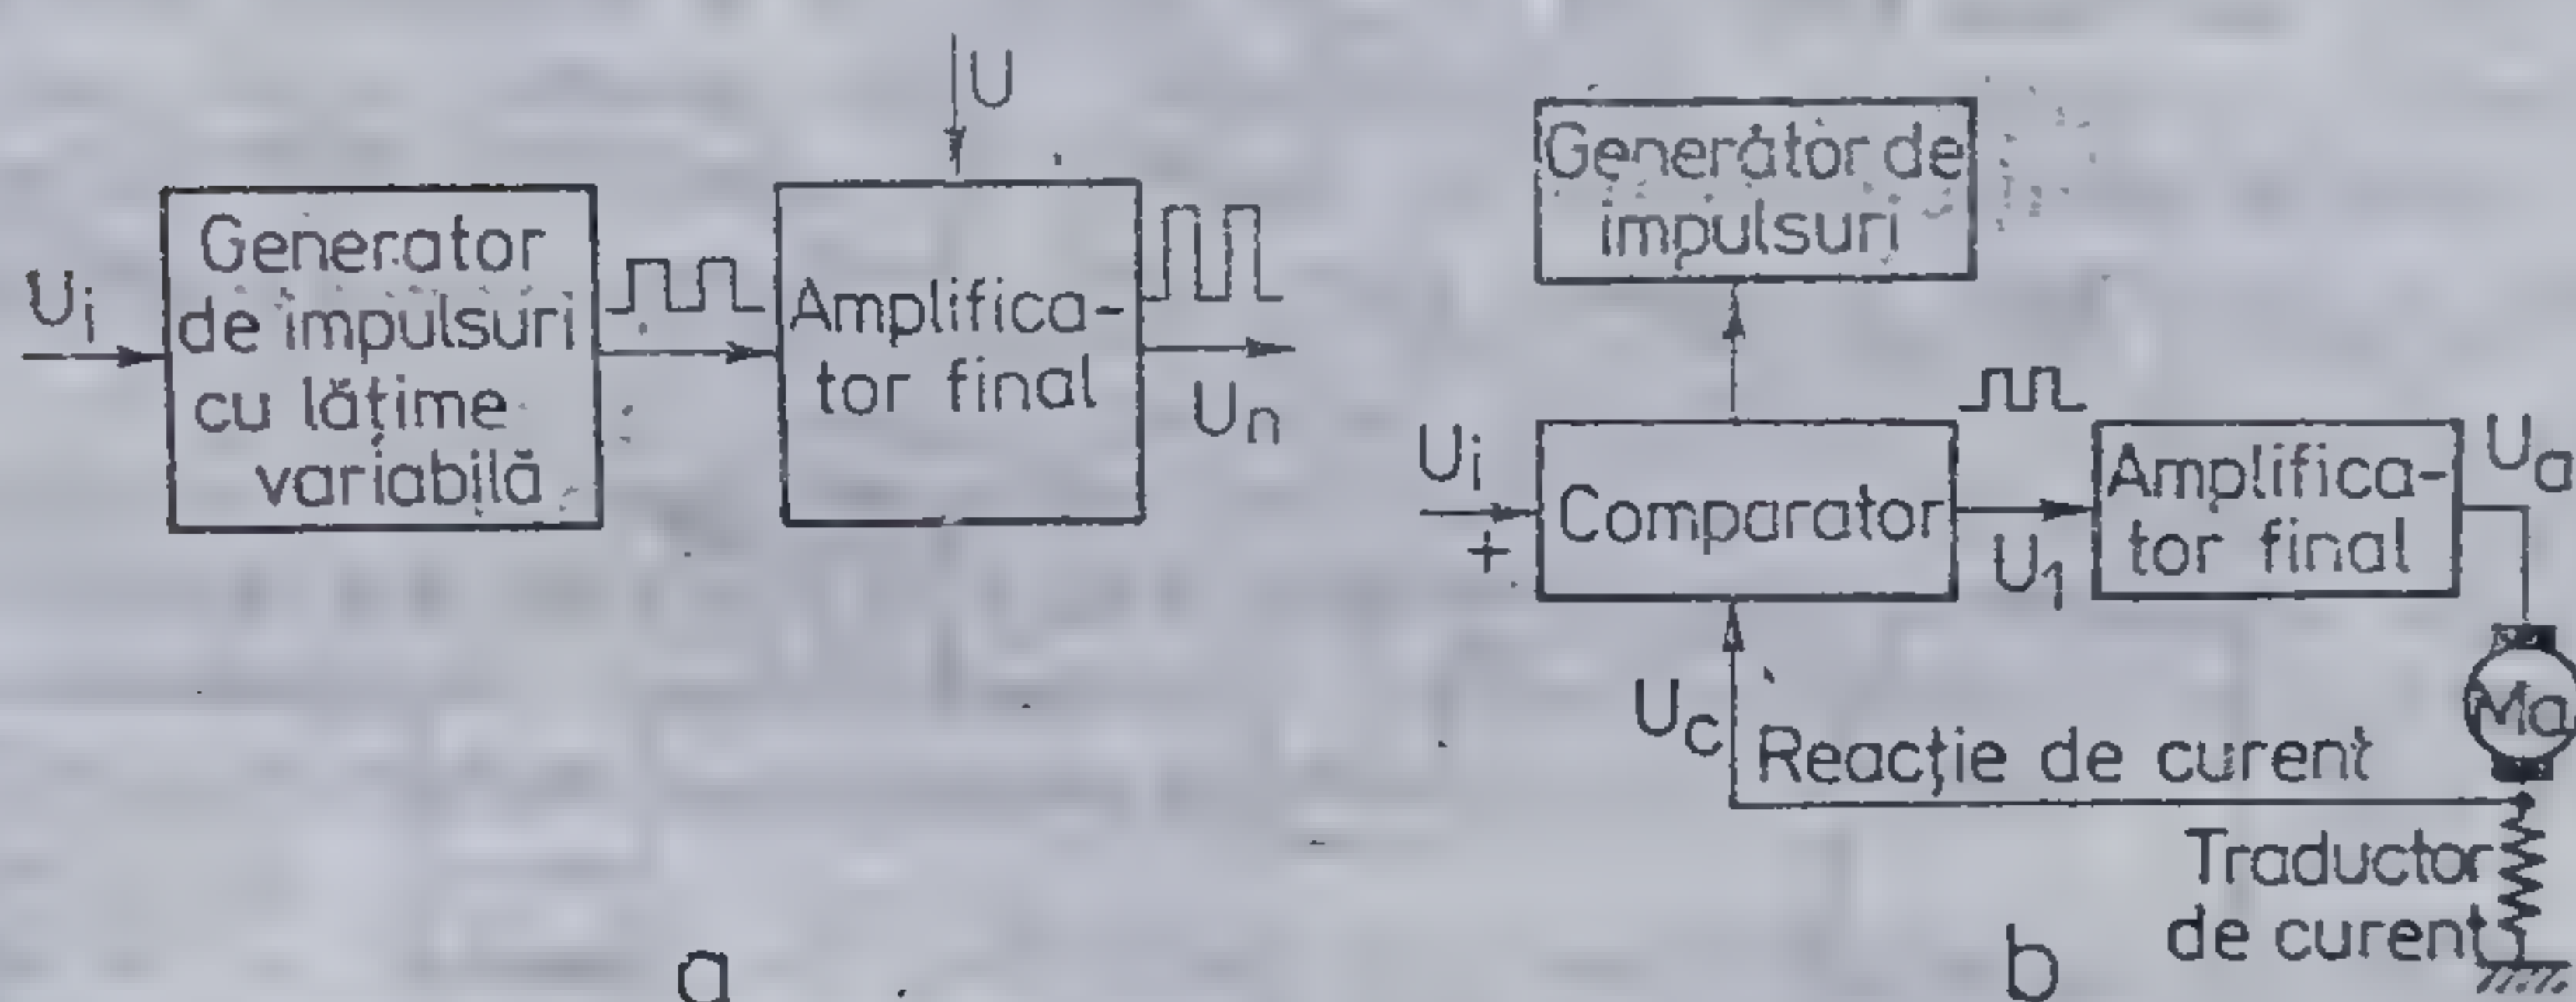 U
Ui
Generator
de impulsuri
cu lățime
variabilă
Amplifica-
tor final
Un
a
Generator de
impulsuri
Ui
+
Comparator
U1
Amplifica-
tor final
Ua
Ma
Uc
Reacție de curent
Traductor
de curent
b